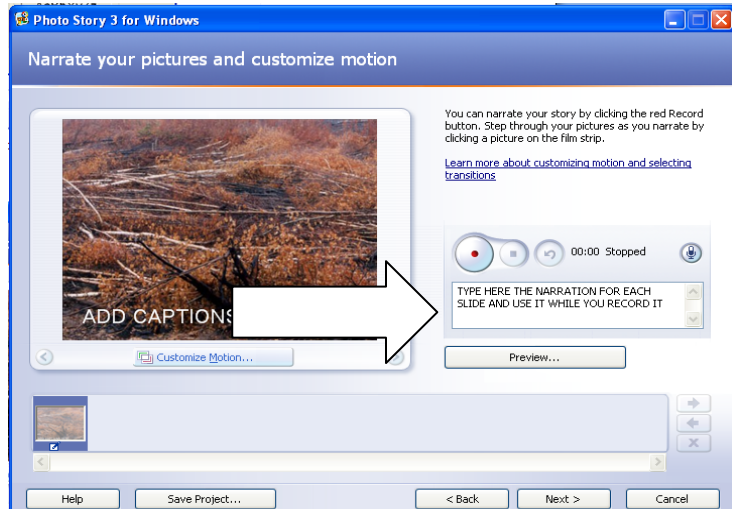 Photo Story 3 for Windows
Narrate your pictures and customize motion
You can narrate your story by clicking the red Record
button. Step through your pictures as you narrate by
clicking a picture on the film strip.
Learn more about customizing motion and selecting
transitions
00:00 Stopped
TYPE HERE THE NARRATION FOR EACH
SLIDE AND USE IT WHILE YOU RECORD IT
ADD CAPTIONS
Customize Motion...
Preview...
Help
Save Project...
< Back
Next >
Cancel